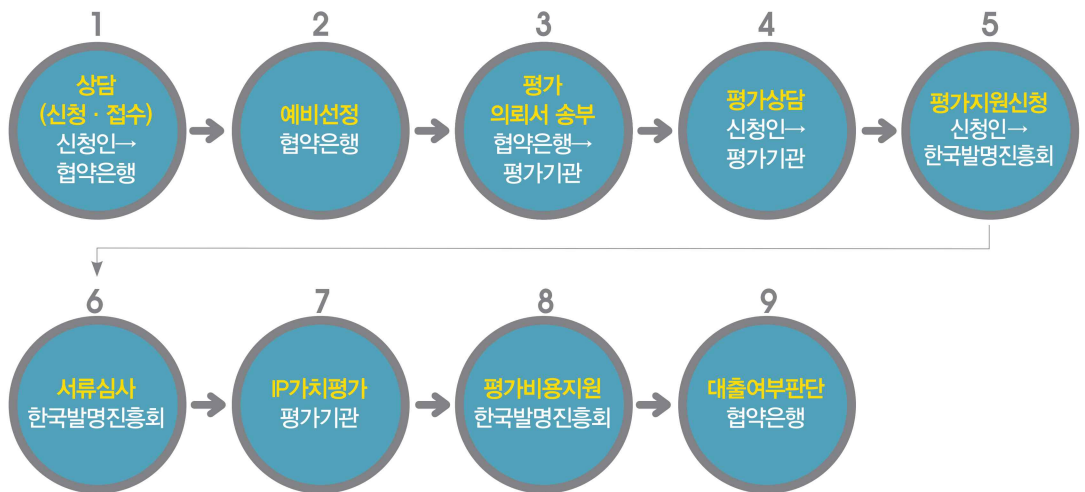 1
상담
(신청 · 접수)
신청인→
협약은행
2
예비선정
협약은행
3
평가
의뢰서 송부
협약은행→
평가기관
4
평가상담
신청인→
평가기관
5
평가지원신청
신청인→
한국발명진흥회
6
서류심사
한국발명진흥회
7
IP가치평가
평가기관
8
평가비용지원
한국발명진흥회
9
대출여부판단
협약은행